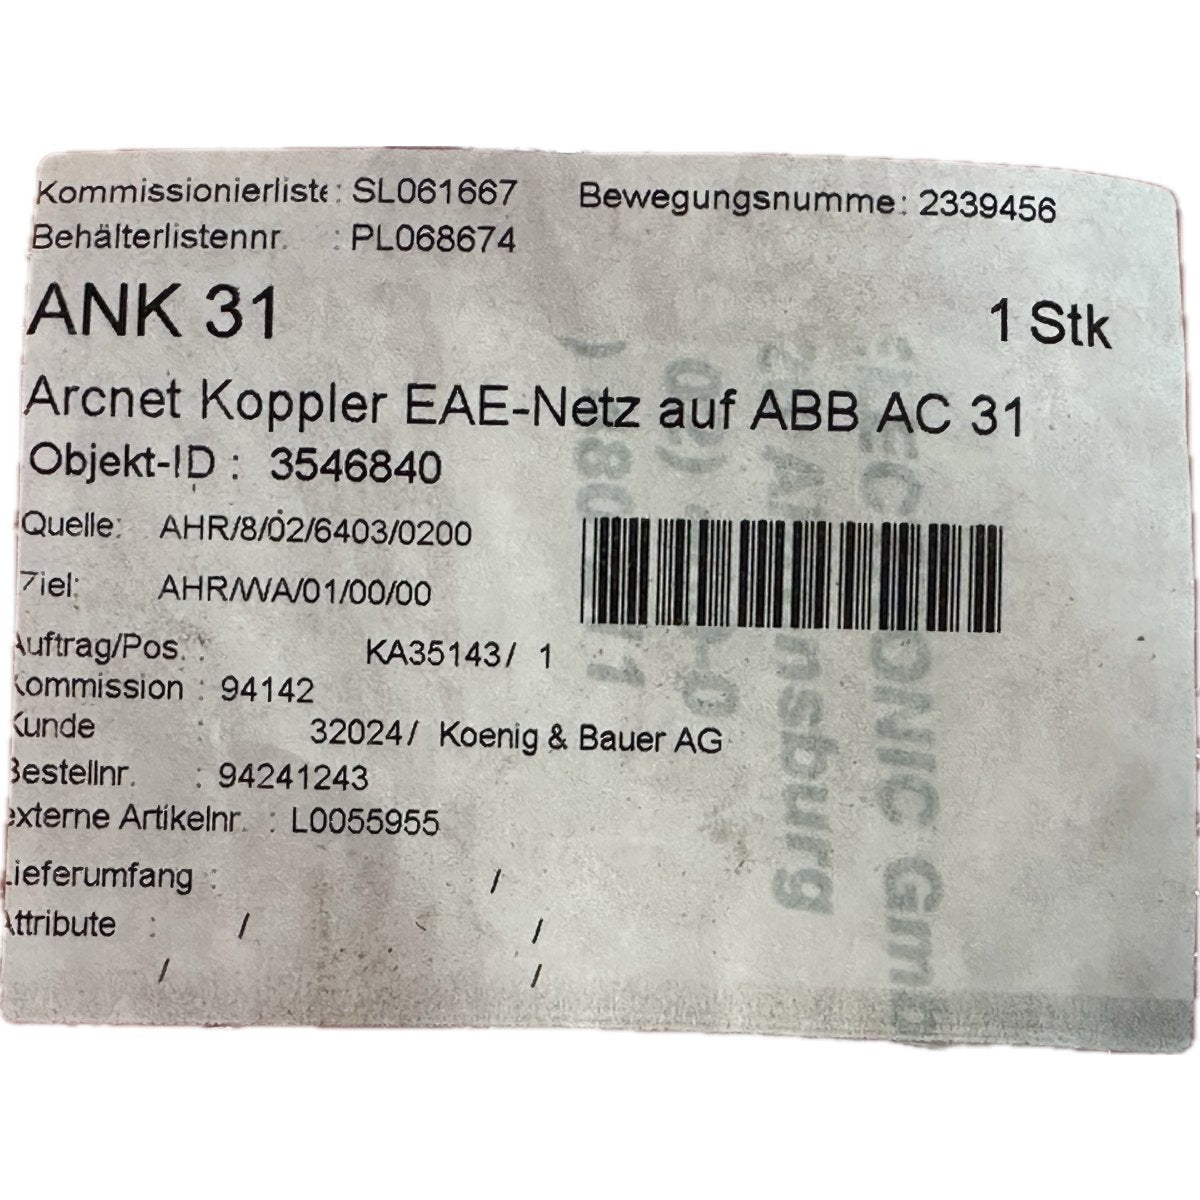 Kommissionierliste : SL061667 Bewegungsnumme: 2339456
Behälterlistennr. : PL068674
ANK 31 1 Stk
Arcnet Koppler EAE-Netz auf ABB AC 31
Objekt-ID : 3546840
Quelle: AHR/8/02/6403/0200
Ziel: AHR/WA/01/00/00
Auftrag/Pos. : KA35143/ 1
Kommission : 94142
Kunde : 32024/ Koenig & Bauer AG
Bestellnr. : 94241243
externe Artikelnr. : L0055955
Lieferumfang : /
Attribute : / /
/ /